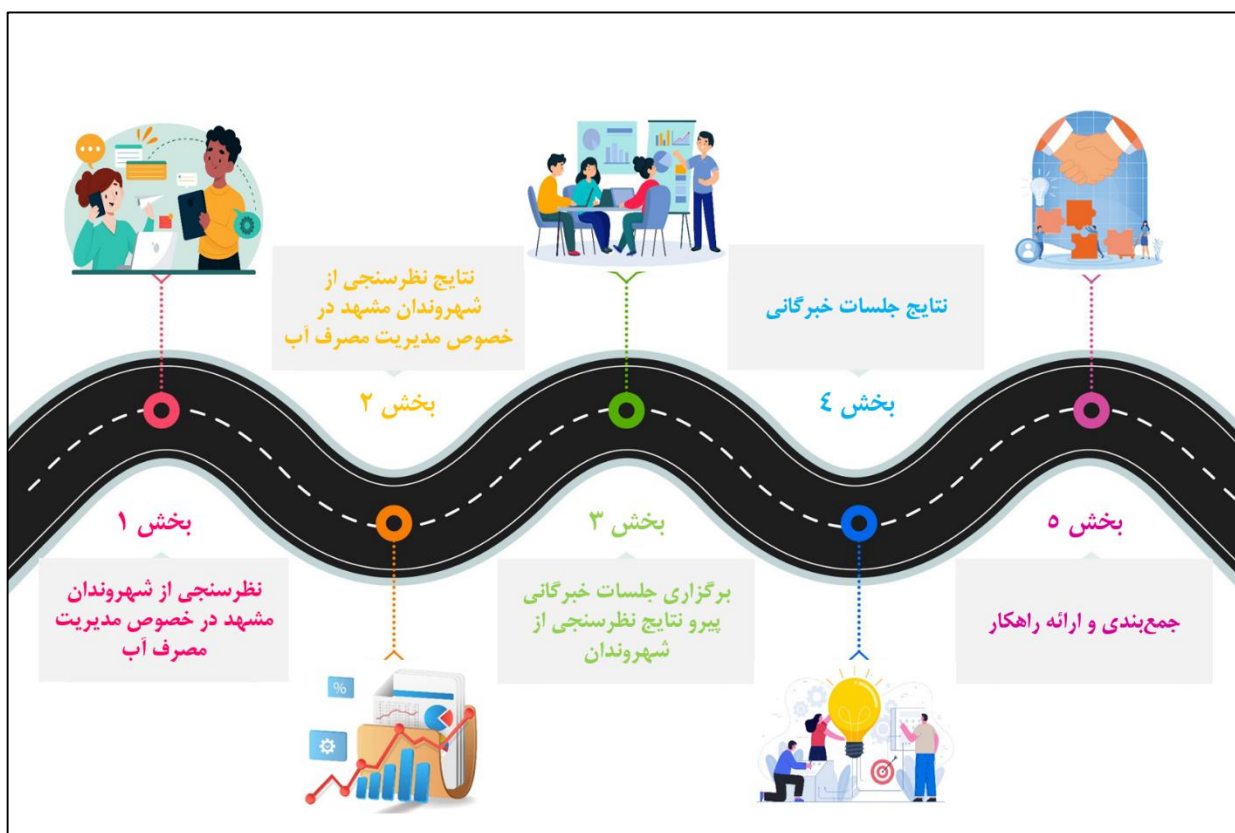 بخش ۱
نظرسنجی از شهروندان
مشهد در خصوص مدیریت
مصرف آب
نتایج نظرسنجی از
شهروندان مشهد در
خصوص مدیریت مصرف آب
بخش ۲
بخش ۳
برگزاری جلسات خبرگانی
پیرو نتایج نظرسنجی از
شهروندان
نتایج جلسات خبرگانی
بخش ٤
بخش ٥
جمع‌بندی و ارائه راهکار
%